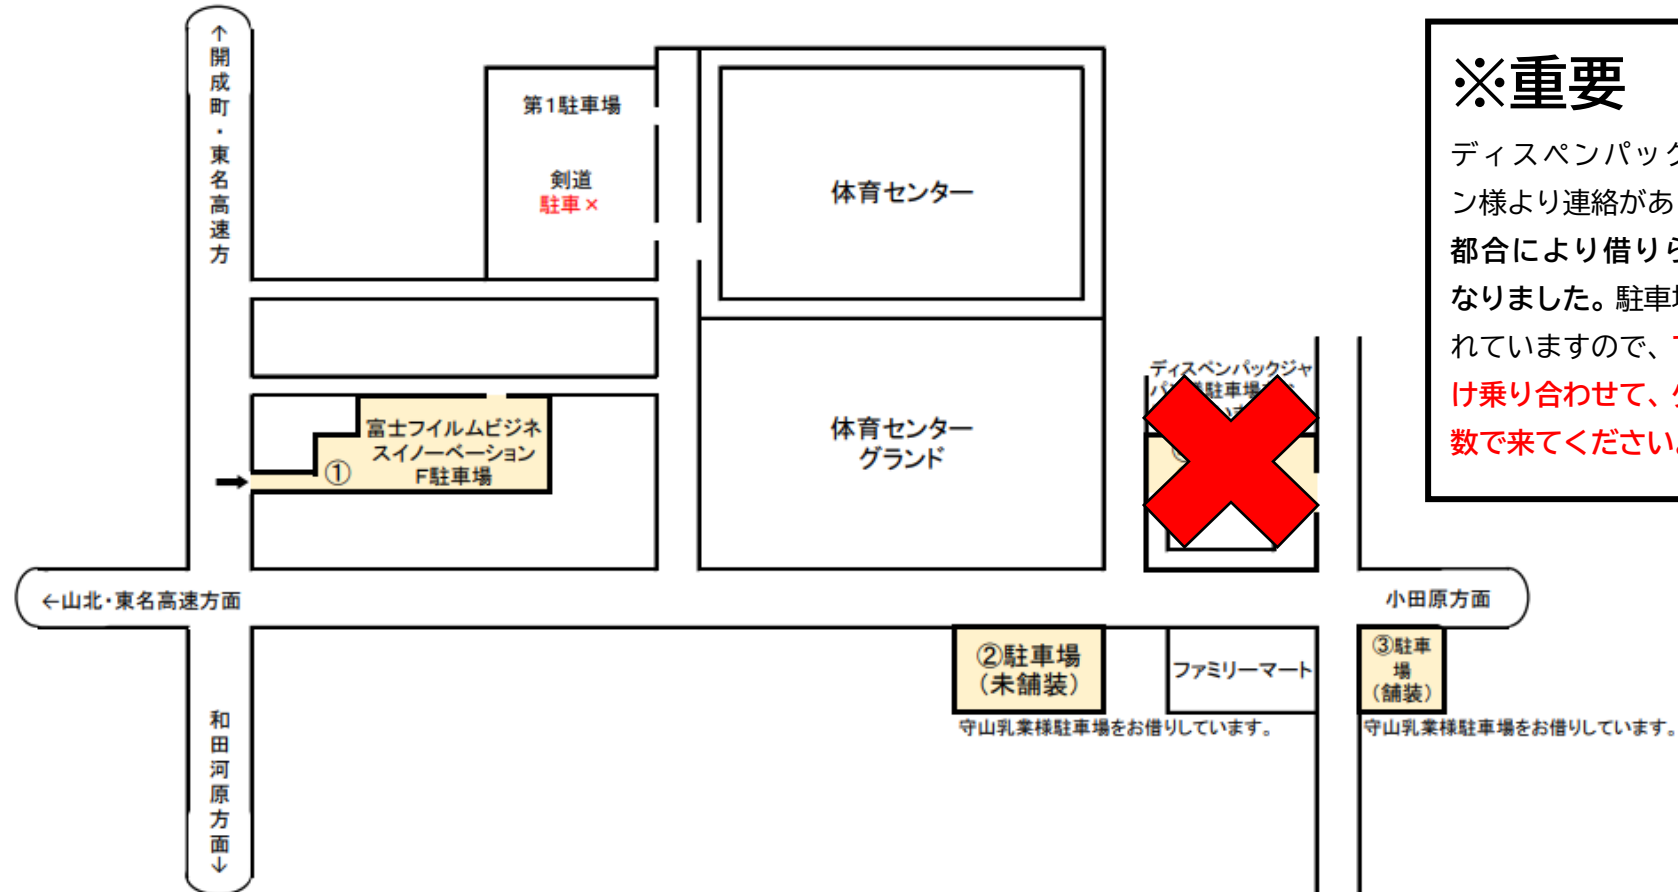 ↑開成町・東名高速方
第1駐車場
剣道
駐車×
体育センター
※重要
ディスペンパック
ン様より連絡があ
都合により借りら
なりました。駐車場
れていますので、
け乗り合わせて、
数で来てください。
ディスペンパックジャ
駐車場
富士フイルムビジネ
スイノーベーション
F駐車場
①
➡
体育センター
グランド
←山北・東名高速方面
小田原方面
②駐車場
（未舗装）
ファミリーマート
③駐車
場
（舗装）
守山乳業様駐車場をお借りしています。
守山乳業様駐車場をお借りしています。
和田河原方面↓